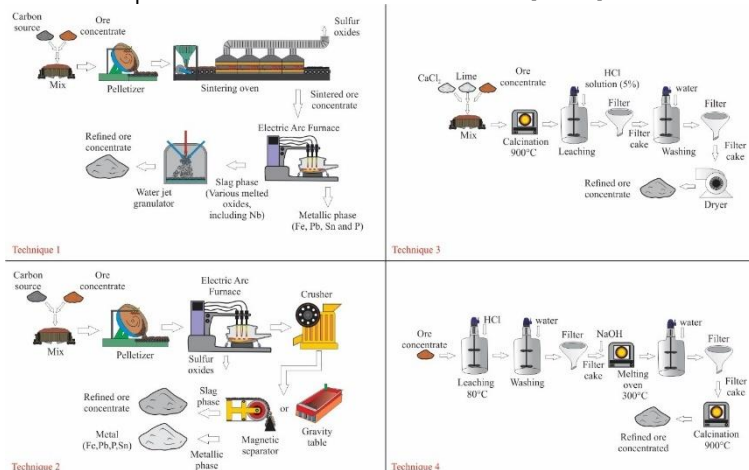 Carbon
source
Ore
concentrate
Mix
Pelletizer
Sintering oven
Sulfur
oxides
Sintered ore
concentrate
Electric Arc Furnace
Refined ore
concentrate
Water jet
granulator
Slag phase
(Various melted
oxides,
including Nb)
Metallic phase
(Fe, Pb, Sn and P)
Technique 1
CaCl₂
Lime
Ore
concentrate
Mix
Calcination
900°C
HCl
solution (5%)
Leaching
Filter
Filter
cake
water
Washing
Filter
Filter
cake
Dryer
Refined ore
concentrate
Technique 3
Carbon
source
Ore
concentrate
Mix
Pelletizer
Electric Arc
Furnace
Crusher
Sulfur
oxides
Slag
phase
Refined ore
concentrate
or
Gravity
table
Magnetic
separator
Metal
(Fe,Pb,P,Sn)
Metallic
phase
Technique 2
Ore
concentrate
HCl
Leaching
80°C
water
Washing
Filter
Filter
cake
NaOH
Melting
oven
300°C
water
Filter
Filter
cake
Calcination
900°C
Refined ore
concentrated
Technique 4